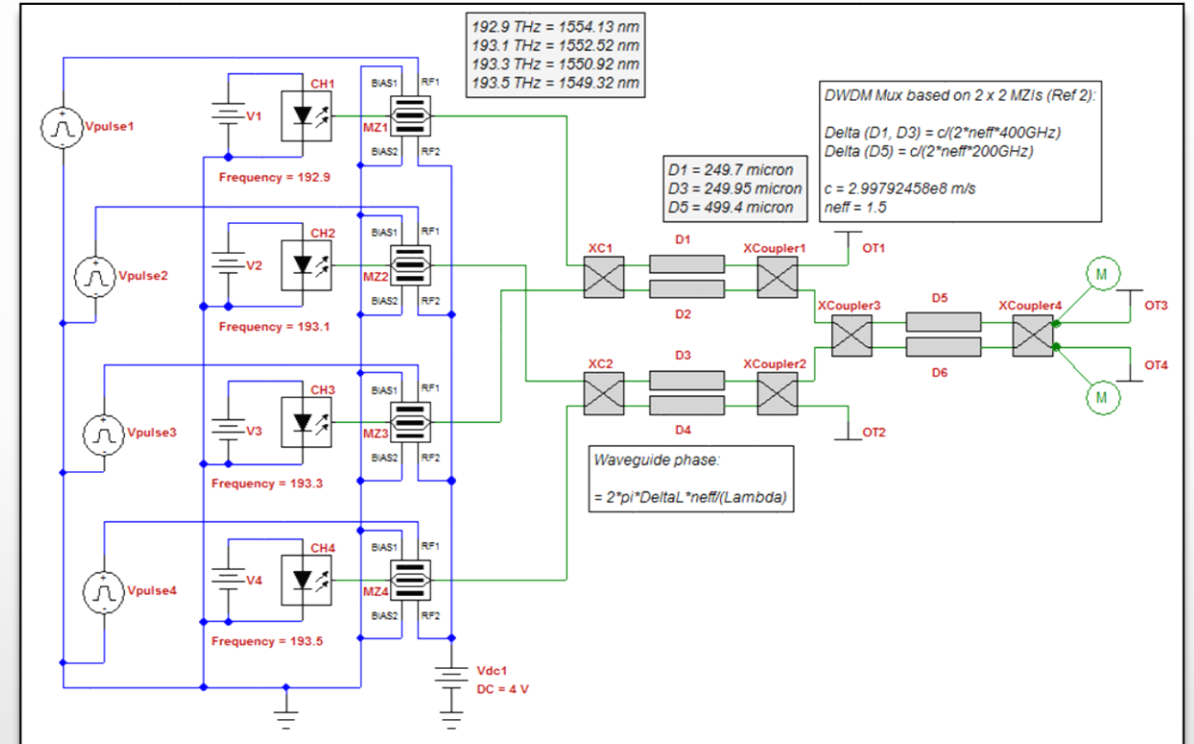 192.9 THz = 1554.13 nm
193.1 THz = 1552.52 nm
193.3 THz = 1550.92 nm
193.5 THz = 1549.32 nm
DWDM Mux based on 2 x 2 MZIs (Ref 2):
Delta (D1, D3) = c/(2*neff*400GHz)
Delta (D5) = c/(2*neff*200GHz)
c = 2.99792458e8 m/s
neff = 1.5
D1 = 249.7 micron
D3 = 249.95 micron
D5 = 499.4 micron
Waveguide phase:
= 2*pi*DeltaL*neff/(Lambda)
Vpulse1
V1
CH1
Frequency = 192.9
BIAS1
RF1
MZ1
BIAS2
RF2
Vpulse2
V2
CH2
Frequency = 193.1
BIAS1
RF1
MZ2
BIAS2
RF2
Vpulse3
V3
CH3
Frequency = 193.3
BIAS1
RF1
MZ3
BIAS2
RF2
Vpulse4
V4
CH4
Frequency = 193.5
BIAS1
RF1
MZ4
BIAS2
RF2
Vdc1
DC = 4 V
XC1
D1
D2
XCoupler1
OT1
XC2
D3
D4
XCoupler2
OT2
XCoupler3
D5
D6
XCoupler4
M
OT3
OT4
M